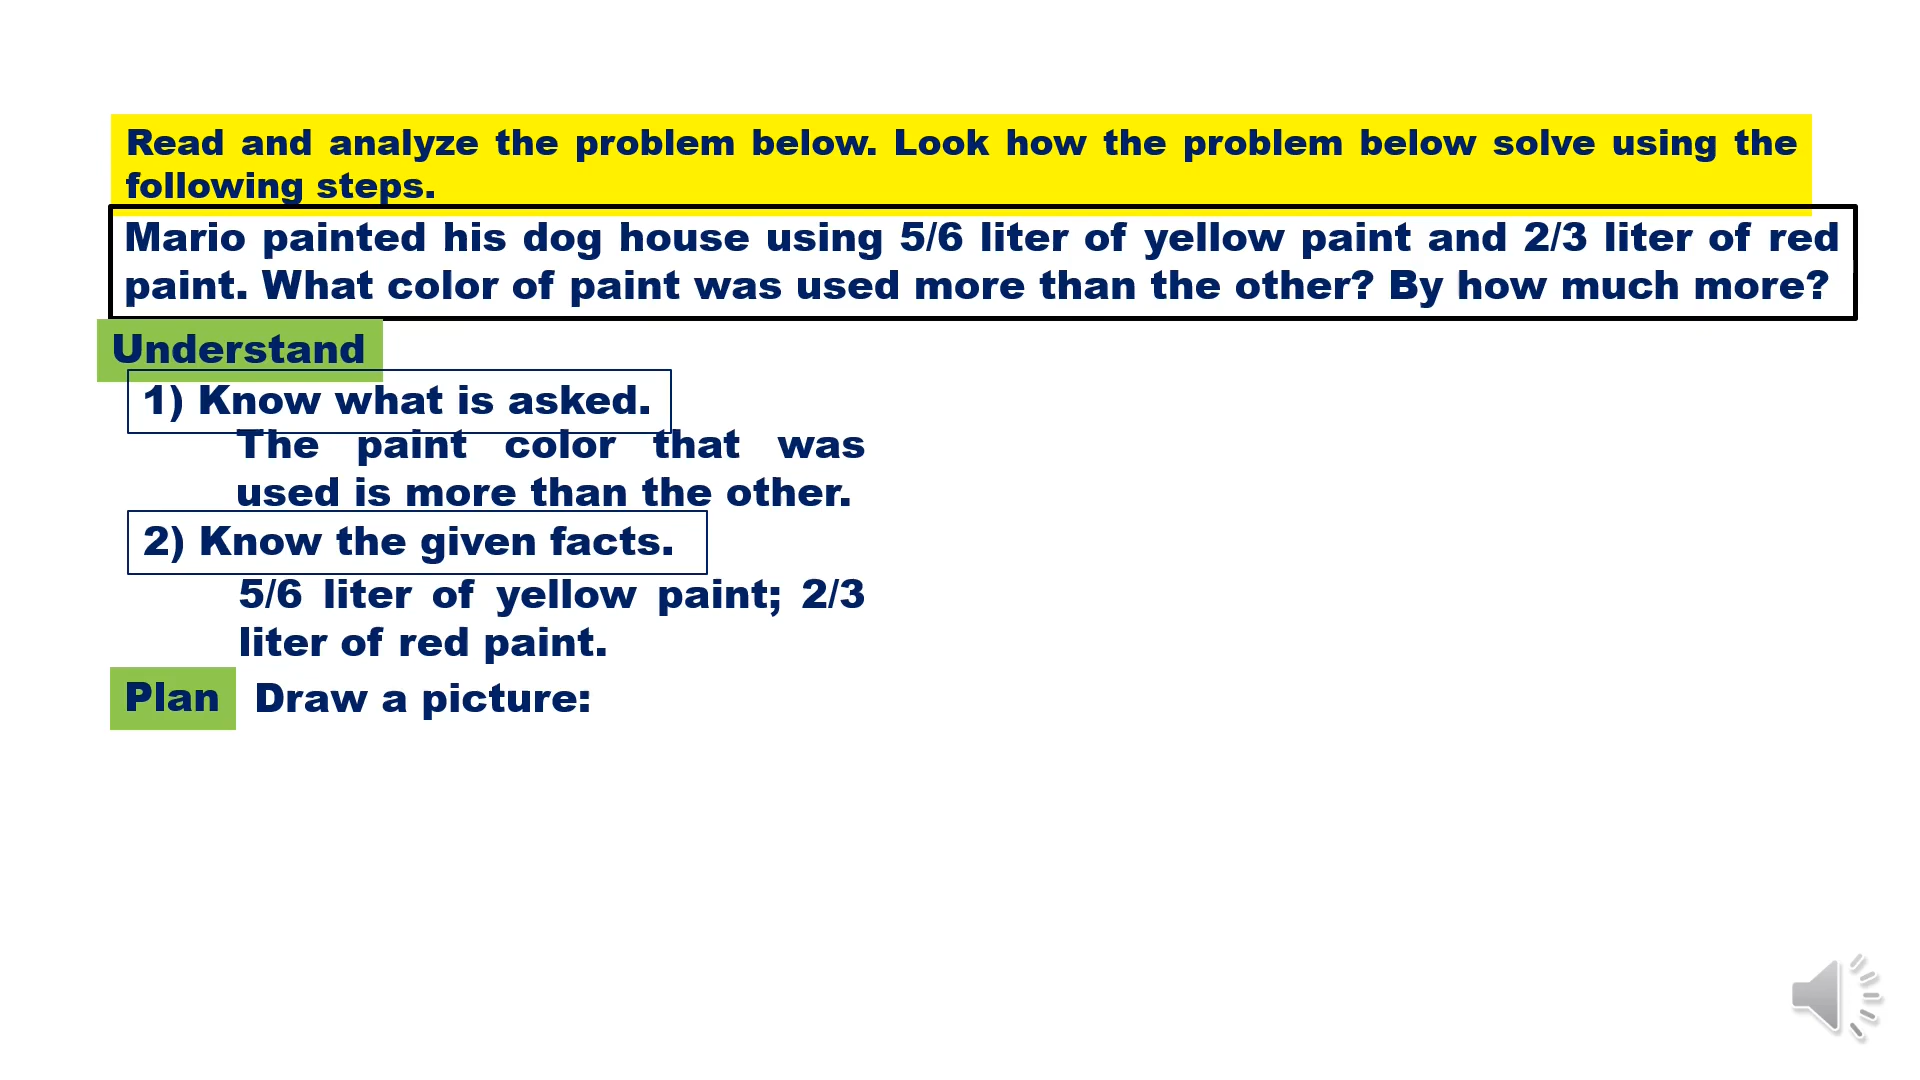 Read and analyze the problem below. Look how the problem below solve using the
following steps.
Mario painted his dog house using 5/6 liter of yellow paint and 2/3 liter of red
paint. What color of paint was used more than the other? By how much more?
Understand
1) Know what is asked.
The paint color that was
used is more than the other.
2) Know the given facts.
5/6 liter of yellow paint; 2/3
liter of red paint.
Plan Draw a picture: